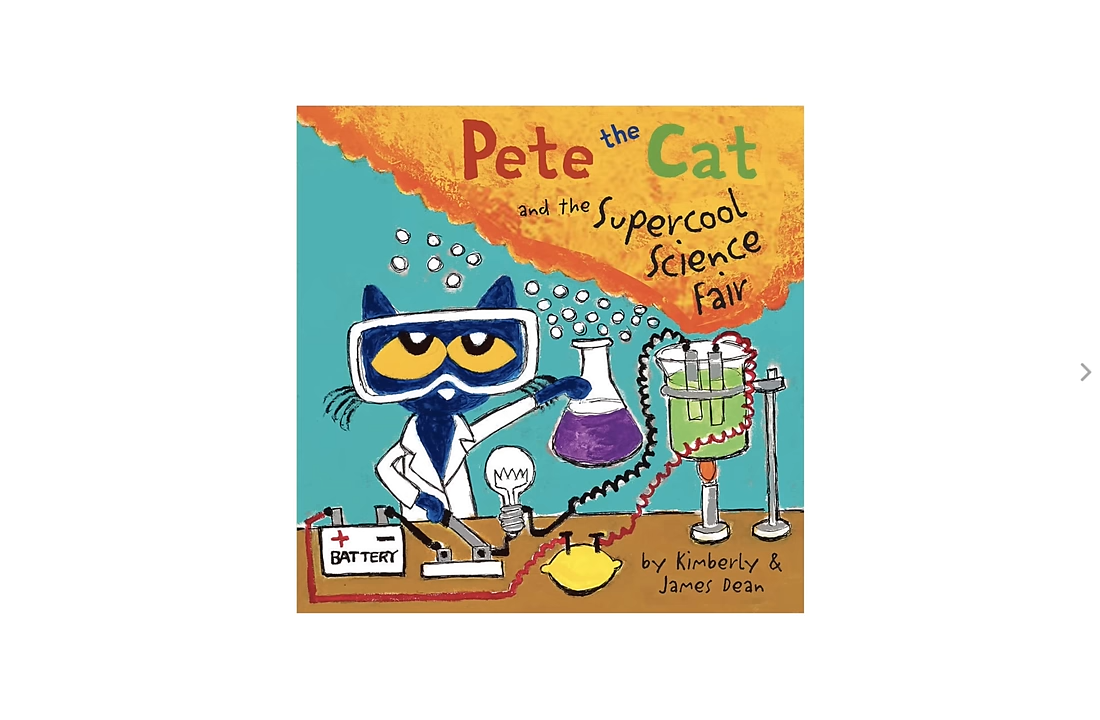 Pete the Cat
and the Supercool
Science
Fair
+ -
BATTERY
by Kimberly &
James Dean